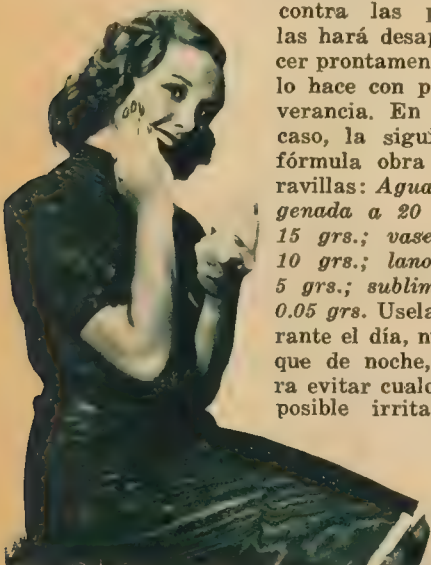 contra las p
las hará desap
cer prontamen
lo hace con p
verancia. En
caso, la sigu
fórmula obra
ravillas: Agua
genada a 20
15 grs.; vase
10 grs.; lano
5 grs.; sublim
0.05 grs. Usela
rante el día, m
que de noche,
ra evitar cualq
posible irrita